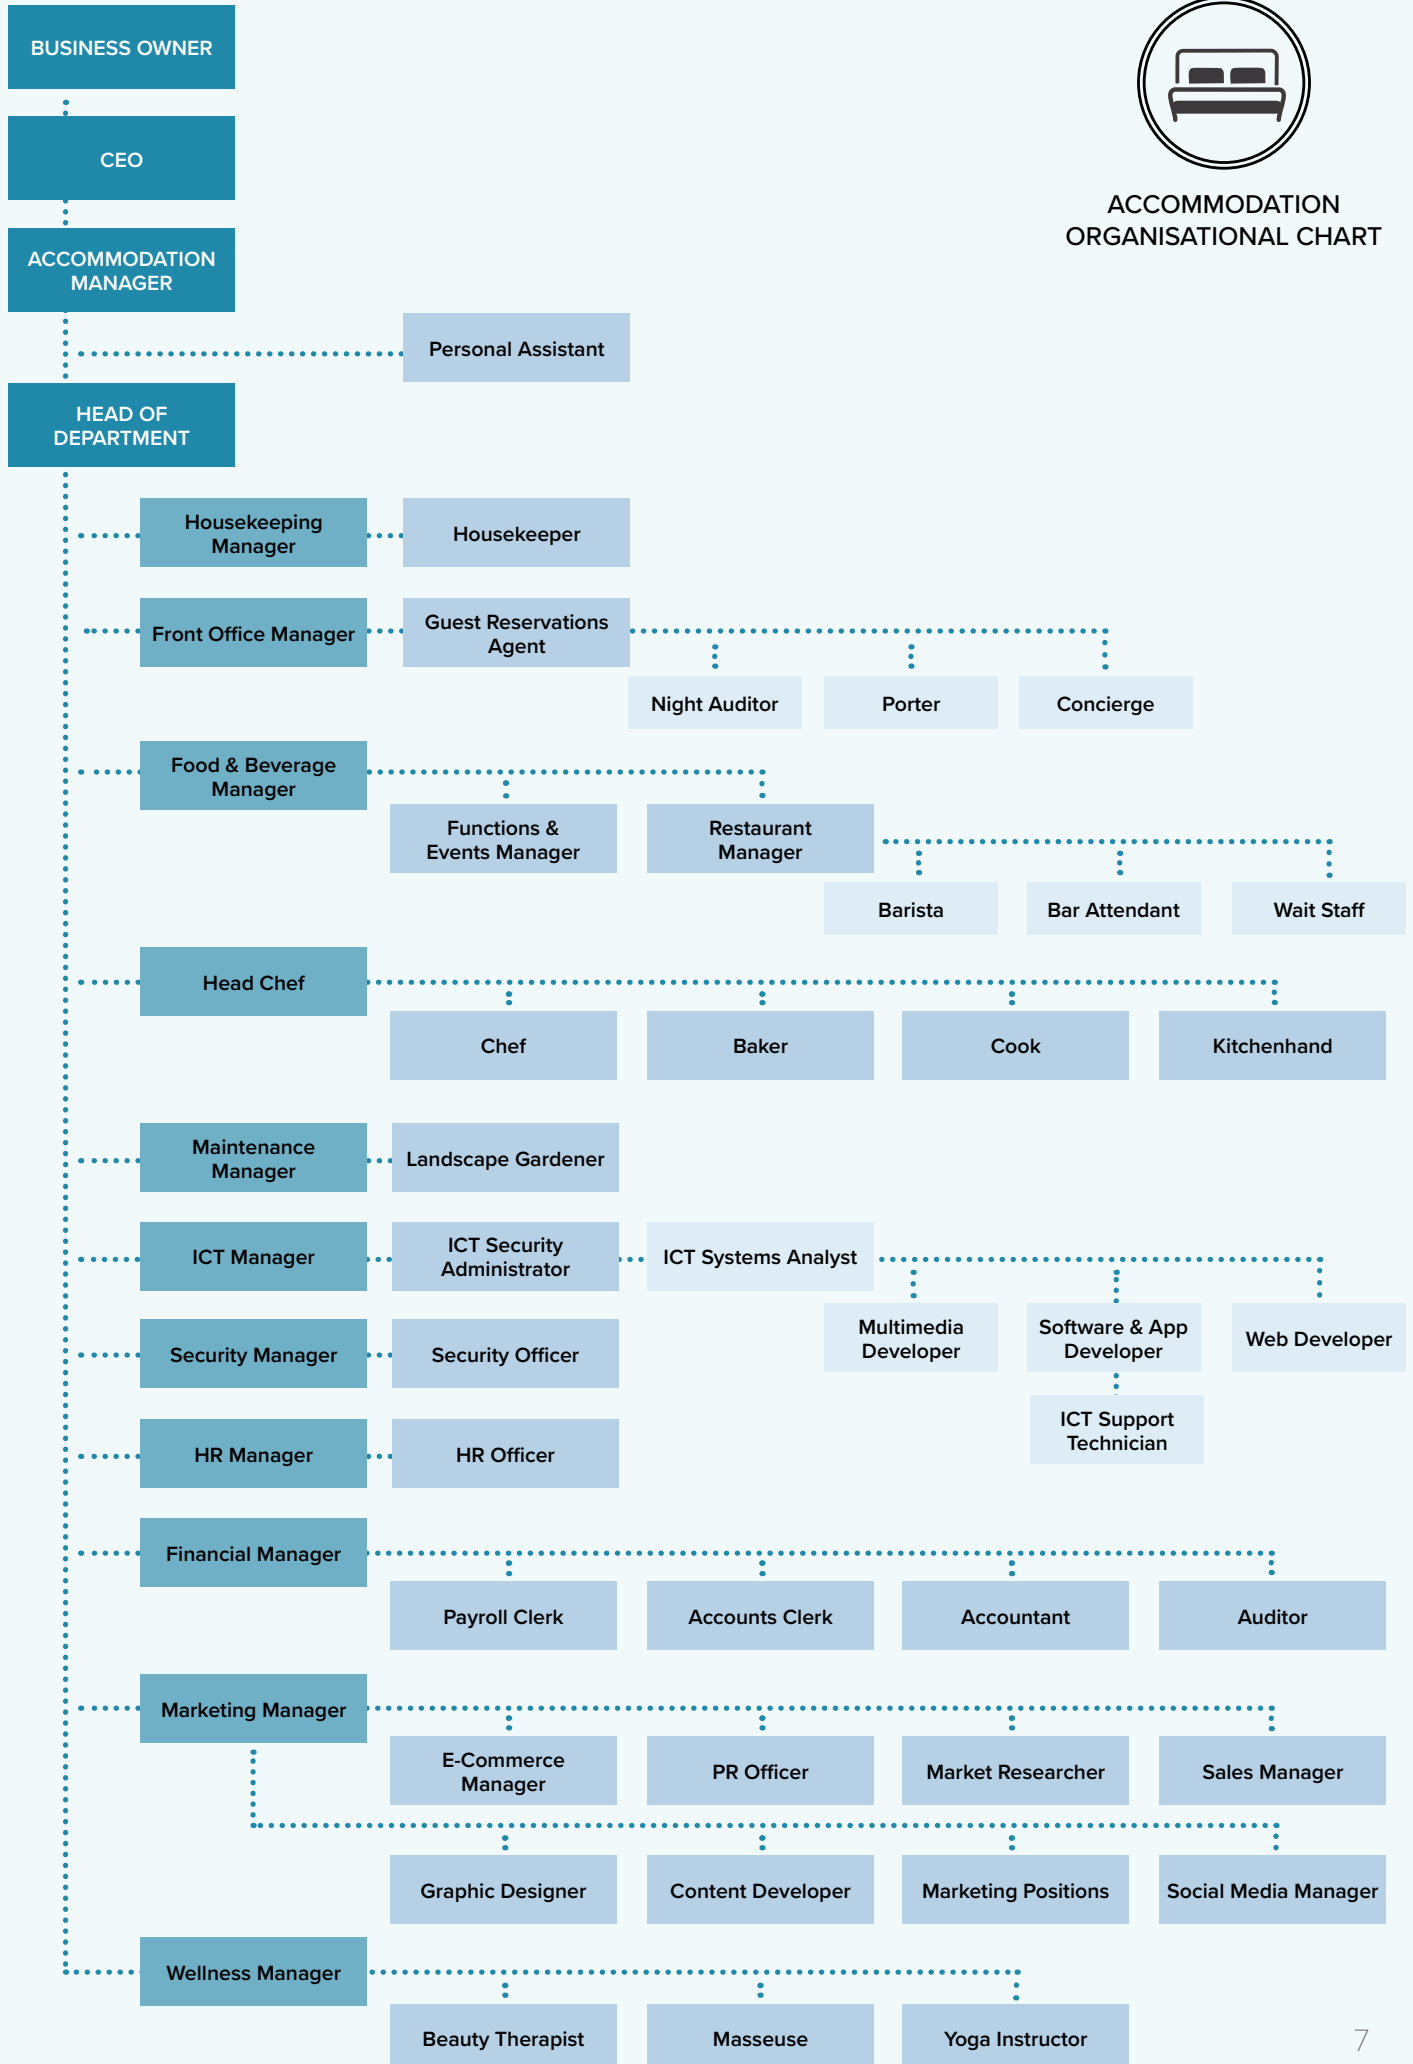 BUSINESS OWNER
CEO
ACCOMMODATION
ORGANISATIONAL CHART
ACCOMMODATION
MANAGER
Personal Assistant
HEAD OF
DEPARTMENT
Housekeeping
Manager
Housekeeper
Front Office Manager
Guest Reservations
Agent
Night Auditor
Porter
Concierge
Food & Beverage
Manager
Functions &
Events Manager
Restaurant
Manager
Barista
Bar Attendant
Wait Staff
Head Chef
Chef
Baker
Cook
Kitchenhand
Maintenance
Manager
Landscape Gardener
ICT Manager
ICT Security
Administrator
ICT Systems Analyst
Multimedia
Developer
Software & App
Developer
Web Developer
ICT Support
Technician
Security Manager
Security Officer
HR Manager
HR Officer
Financial Manager
Payroll Clerk
Accounts Clerk
Accountant
Auditor
Marketing Manager
E-Commerce
Manager
PR Officer
Market Researcher
Sales Manager
Graphic Designer
Content Developer
Marketing Positions
Social Media Manager
Wellness Manager
Beauty Therapist
Masseuse
Yoga Instructor
7